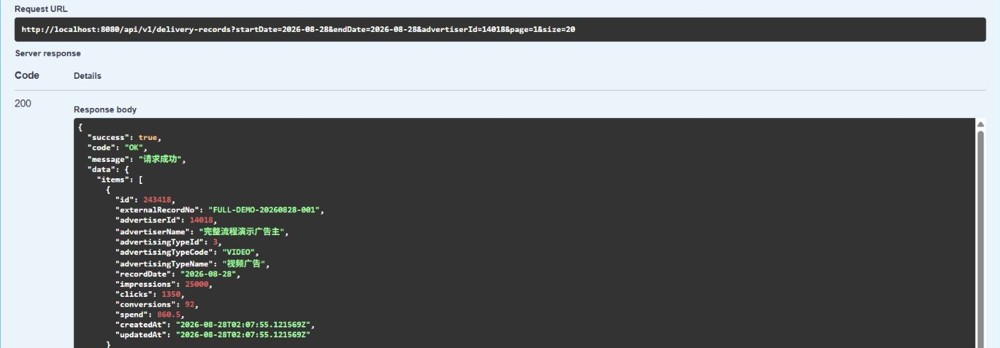 Request URL
http://localhost:8080/api/v1/delivery-records?startDate=2026-08-28&endDate=2026-08-28&advertiserId=14018&page=1&size=20
Server response
Code Details
200
Response body
{
"success": true,
"code": "OK",
"message": "请求成功",
"data": {
"items": [
{
"id": 243418,
"externalRecordNo": "FULL-DEMO-20260828-001",
"advertiserId": 14018,
"advertiserName": "完整流程演示广告主",
"advertisingTypeId": 3,
"advertisingTypeCode": "VIDEO",
"advertisingTypeName": "视频广告",
"recordDate": "2026-08-28",
"impressions": 25000,
"clicks": 1350,
"conversions": 92,
"spend": 860.5,
"createdAt": "2026-08-28T02:07:55.121569Z",
"updatedAt": "2026-08-28T02:07:55.121569Z"
}